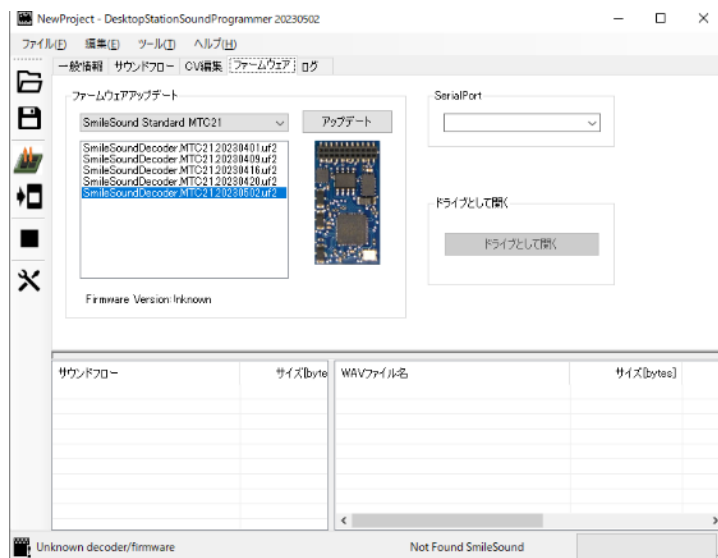 NewProject - DesktopStationSoundProgrammer 20230502
ファイル(F) 編集(E) ツール(T) ヘルプ(H)
一般情報 サウンドフロー CV編集 ファームウェア ログ
ファームウェアアップデート
SerialPort
SmileSound Standard MTC21
アップデート
SmileSoundDecoder.MTC21.20230401.uf2
SmileSoundDecoder.MTC21.20230409.uf2
SmileSoundDecoder.MTC21.20230416.uf2
SmileSoundDecoder.MTC21.20230420.uf2
SmileSoundDecoder.MTC21.20230502.uf2
ドライブとして開く
ドライブとして開く
Firmware Version: Inknown
サウンドフロー サイズ[byte WAVファイル名 サイズ[bytes]
Unknown decoder/firmware Not Found SmileSound